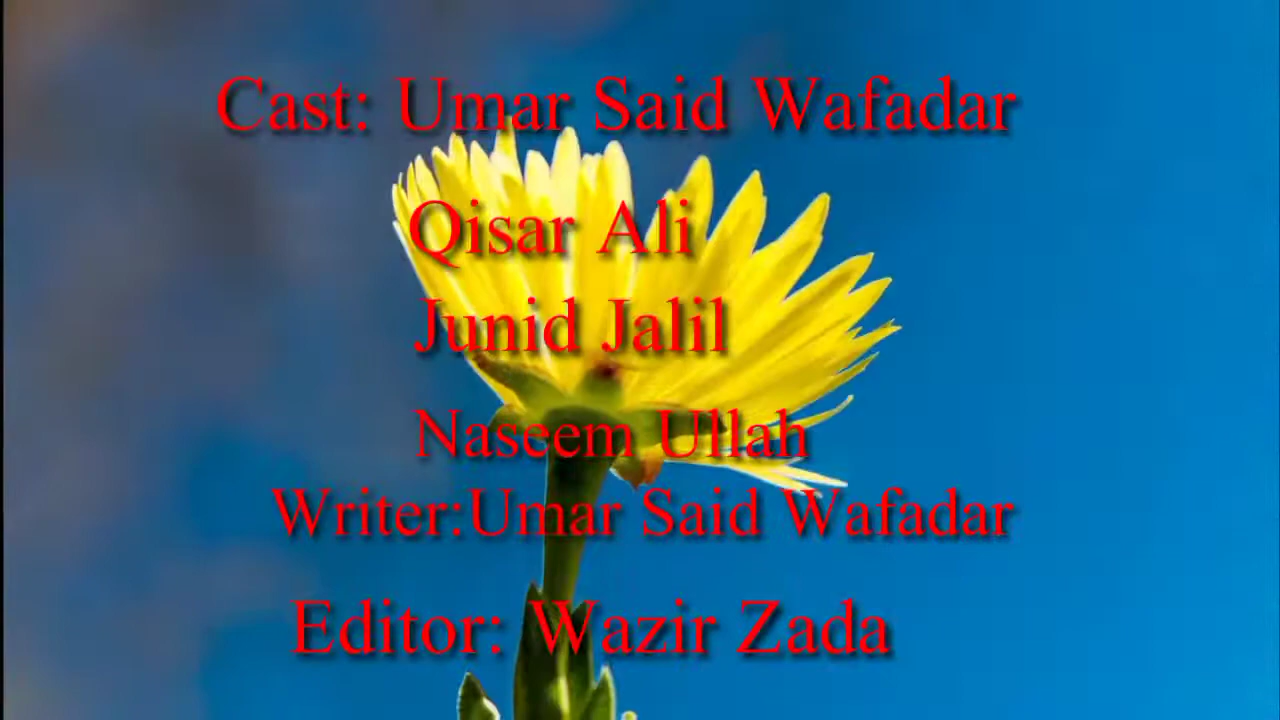 Cast: Umar Said Wafadar
Qisar Ali
Junid Jalil
Naseem Ullah
Writer:Umar Said Wafadar
Editor: Wazir Zada